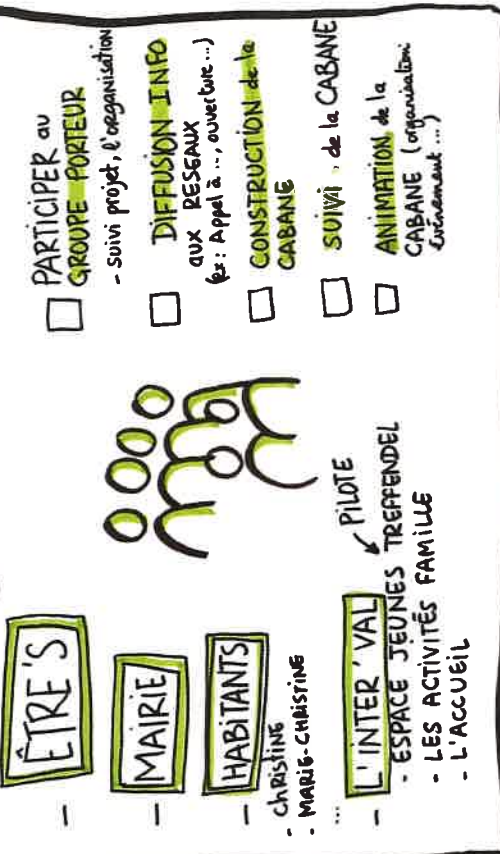 - ÊTRE'S
- MAIRIE
- HABITANTS
- CHRISTINE
- MARIE-CHRISTINE
...
- L'INTER'VAL
PILOTE
- ESPACE JEUNES TREFFENDEL
- LES ACTIVITÉS FAMILLE
- L'ACCUEIL
PARTICIPER au
GROUPE PORTEUR
- suivi projet, l'organisation
DIFFUSION INFO
AUX RESEAUX
(ex: Appel à ..., ouverture...)
CONSTRUCTION de la
CABANE
SUIVI de la CABANE
ANIMATION de la
CABANE (organisation
événement ...)